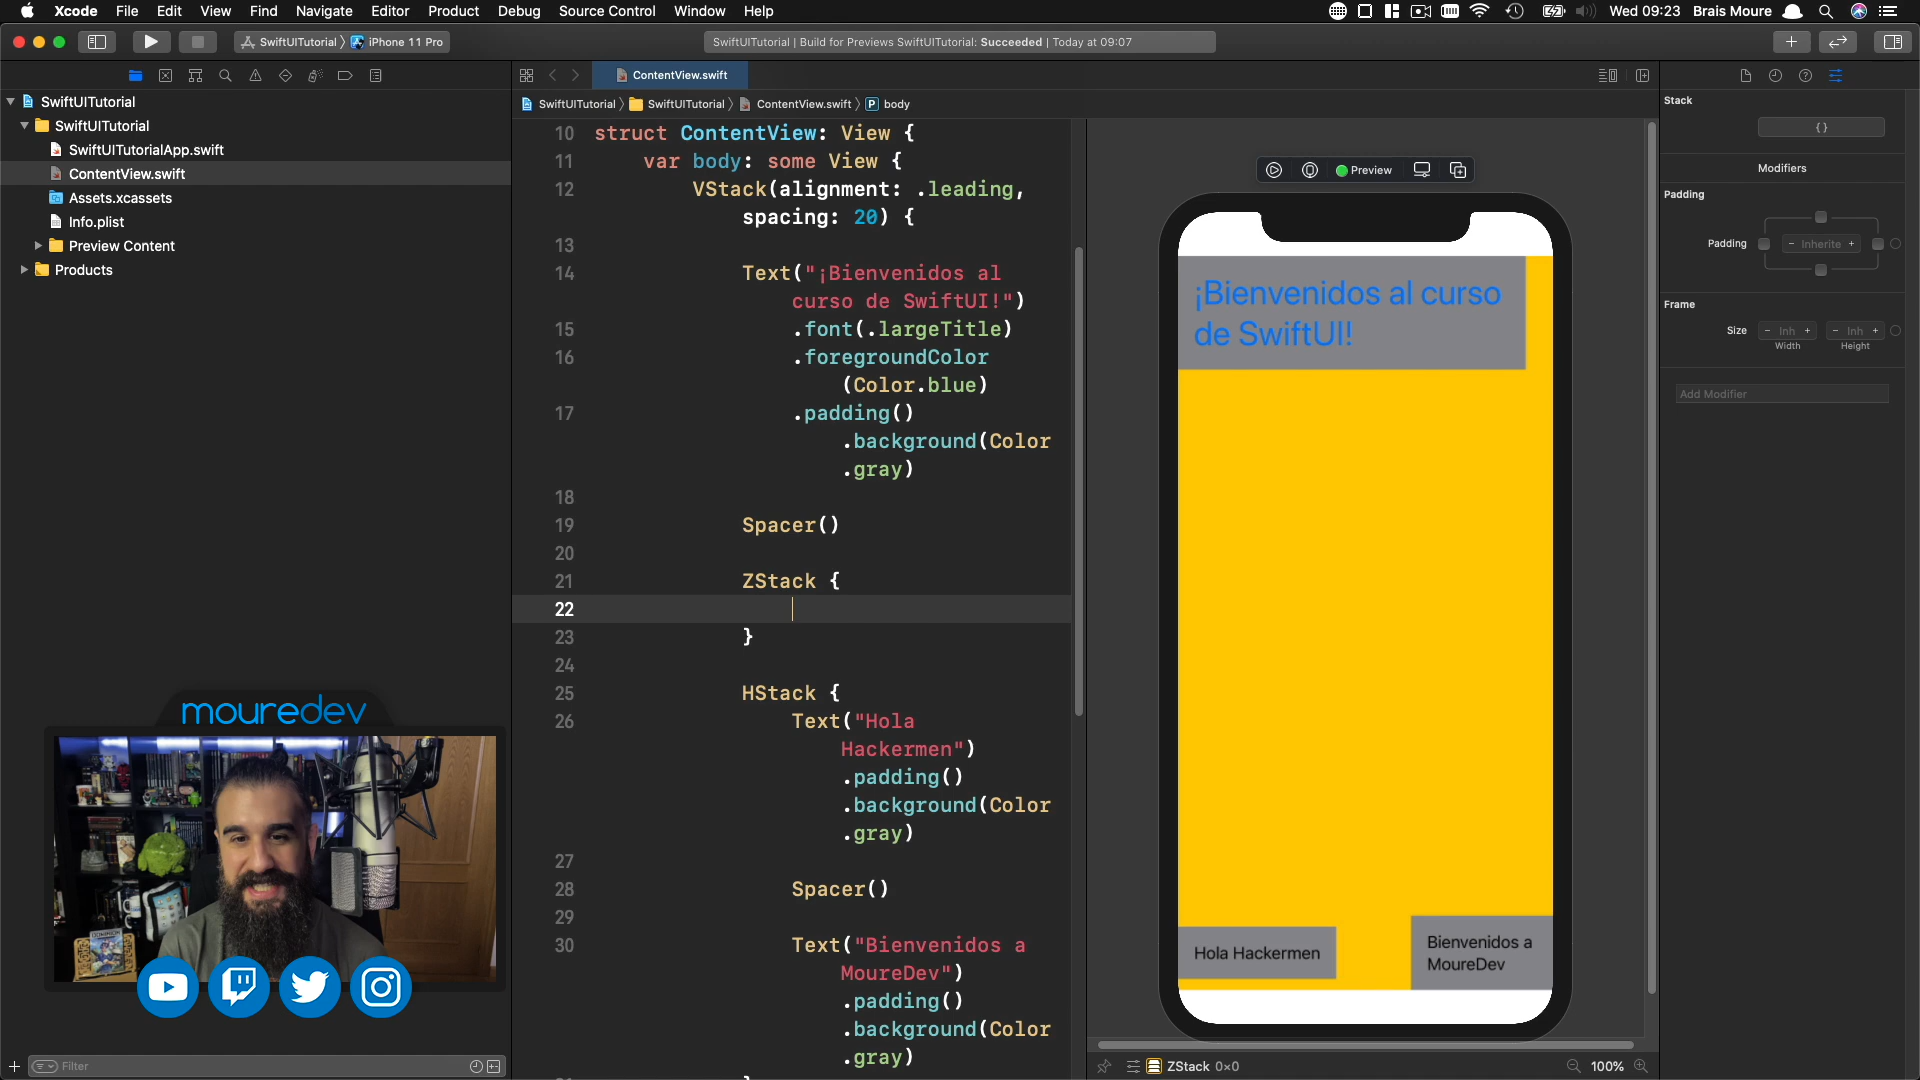 Xcode File Edit View Find Navigate Editor Product Debug Source Control Window Help
Wed 09:23 Brais Moure
SwiftUITutorial iPhone 11 Pro
SwiftUITutorial | Build for Previews SwiftUITutorial: Succeeded | Today at 09:07
ContentView.swift
SwiftUITutorial SwiftUITutorial ContentView.swift P body
SwiftUITutorial
SwiftUITutorial
SwiftUITutorialApp.swift
ContentView.swift
Assets.xcassets
Info.plist
Preview Content
Products
10 struct ContentView: View {
11 var body: some View {
12 VStack(alignment: .leading,
spacing: 20) {
13
14 Text("¡Bienvenidos al
curso de SwiftUI!")
15 .font(.largeTitle)
16 .foregroundColor
(Color.blue)
17 .padding()
.background(Color
.gray)
18
19 Spacer()
20
21 ZStack {
22
23 }
24
25 HStack {
26 Text("Hola
Hackermen")
.padding()
.background(Color
.gray)
27
28 Spacer()
29
30 Text("Bienvenidos a
MoureDev")
.padding()
.background(Color
.gray)
Preview
¡Bienvenidos al curso
de SwiftUI!
Hola Hackermen
Bienvenidos a
MoureDev
ZStack 0×0
100%
Stack
{ }
Modifiers
Padding
Padding - Inherite +
Frame
Size - Inh + - Inh +
Width Height
Add Modifier
mouredev
Filter